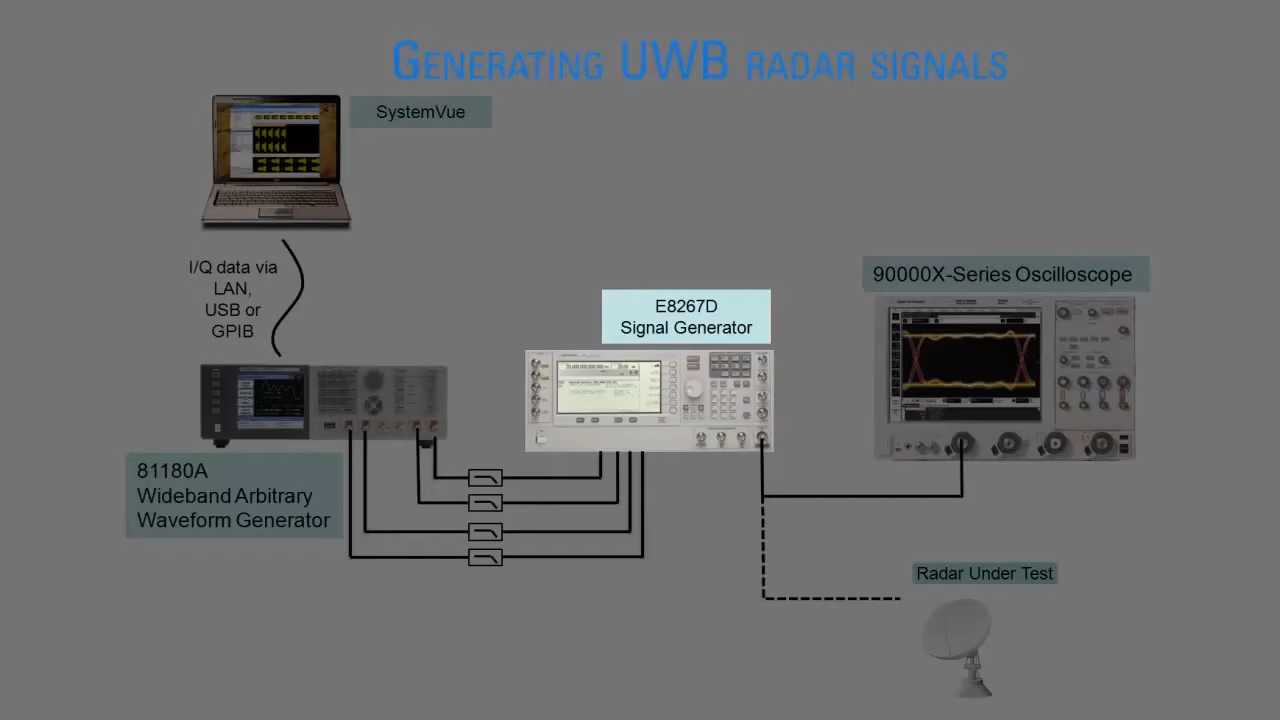 GENERATING UWB RADAR SIGNALS
SystemVue
I/Q data via
LAN,
USB or
GPIB
E8267D
Signal Generator
90000X-Series Oscilloscope
81180A
Wideband Arbitrary
Waveform Generator
Radar Under Test